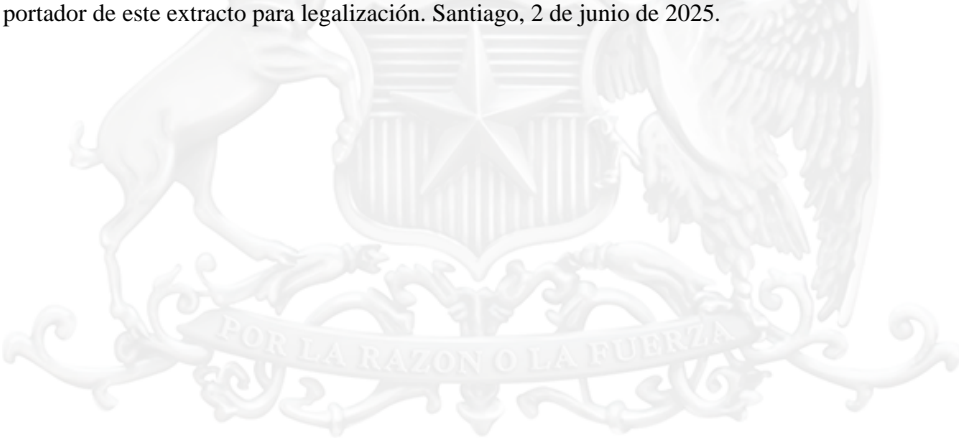 portador de este extracto para legalización. Santiago, 2 de junio de 2025.
POR LA RAZON O LA FUERZA